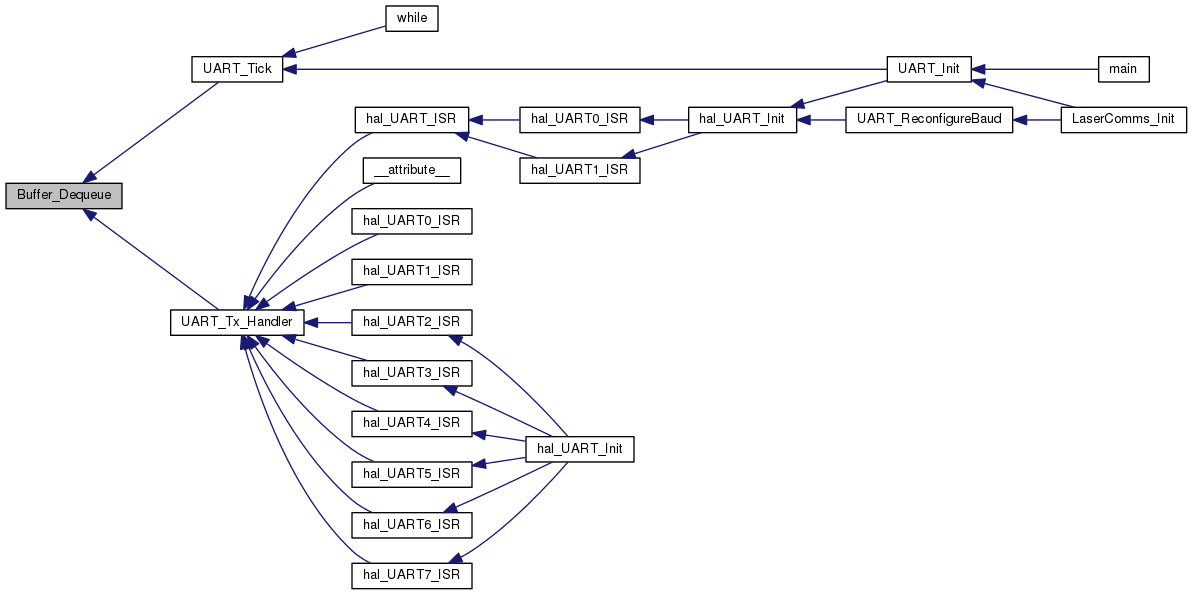 while
UART_Tick
UART_Init
main
hal_UART_ISR
hal_UART0_ISR
hal_UART_Init
UART_ReconfigureBaud
LaserComms_Init
__attribute__
hal_UART1_ISR
Buffer_Dequeue
hal_UART0_ISR
hal_UART1_ISR
UART_Tx_Handler
hal_UART2_ISR
hal_UART3_ISR
hal_UART4_ISR
hal_UART_Init
hal_UART5_ISR
hal_UART6_ISR
hal_UART7_ISR